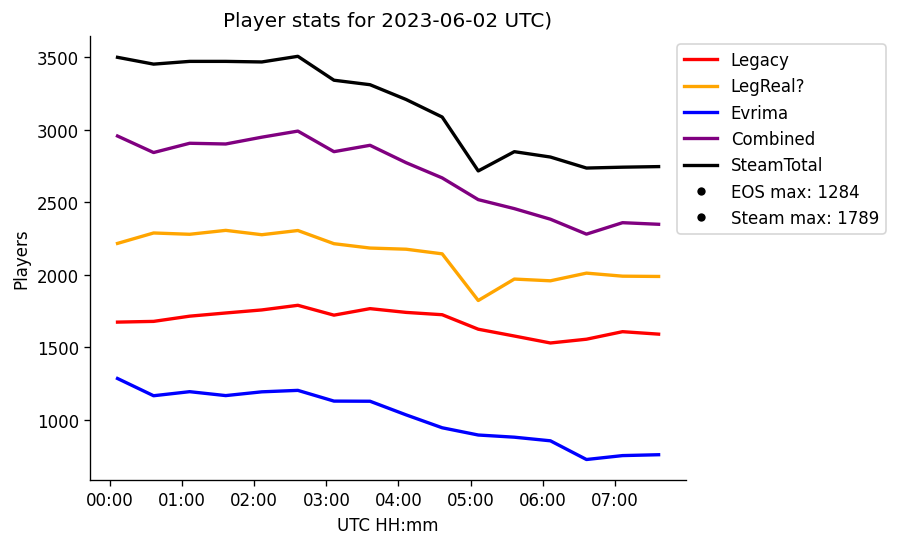 Player stats for 2023-06-02 UTC)
Players
3500
3000
2500
2000
1500
1000
00:00 01:00 02:00 03:00 04:00 05:00 06:00 07:00
UTC HH:mm
Legacy
LegReal?
Evrima
Combined
SteamTotal
EOS max: 1284
Steam max: 1789